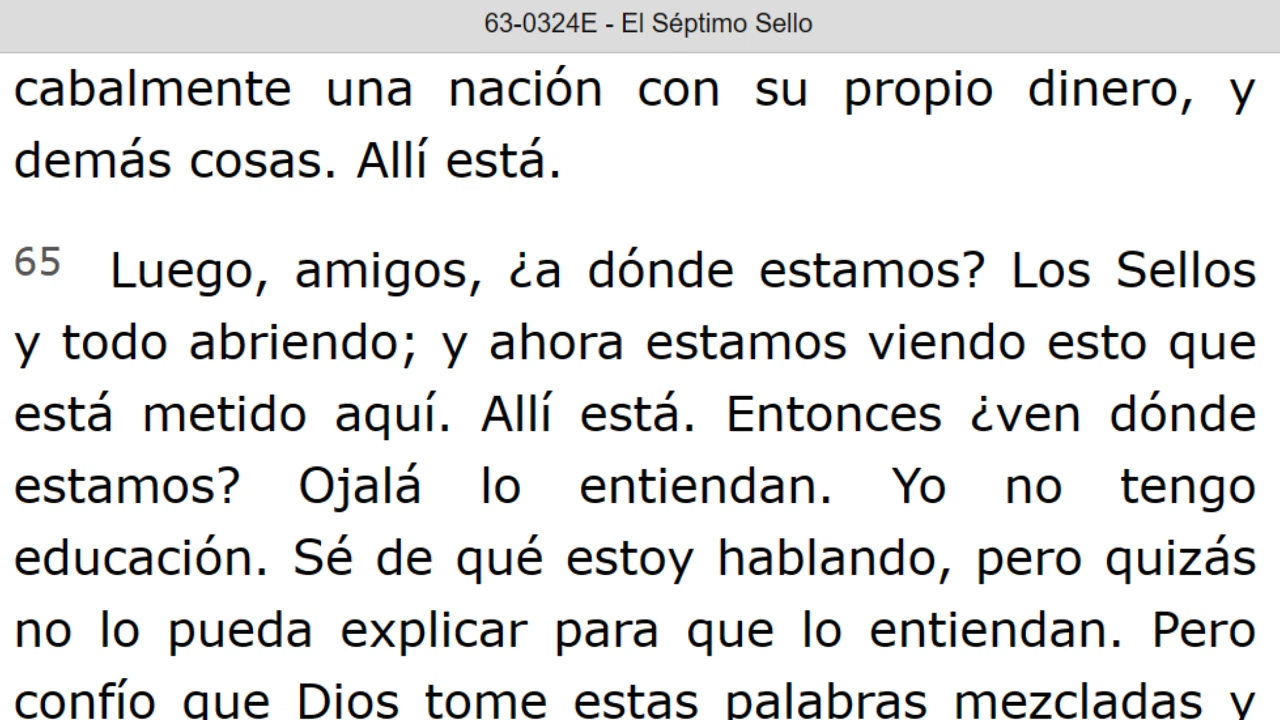 63-0324E - El Séptimo Sello
cabalmente una nación con su propio dinero, y
demás cosas. Allí está.
65 Luego, amigos, ¿a dónde estamos? Los Sellos
y todo abriendo; y ahora estamos viendo esto que
está metido aquí. Allí está. Entonces ¿ven dónde
estamos? Ojalá lo entiendan. Yo no tengo
educación. Sé de qué estoy hablando, pero quizás
no lo pueda explicar para que lo entiendan. Pero
confío que Dios tome estas palabras mezcladas y